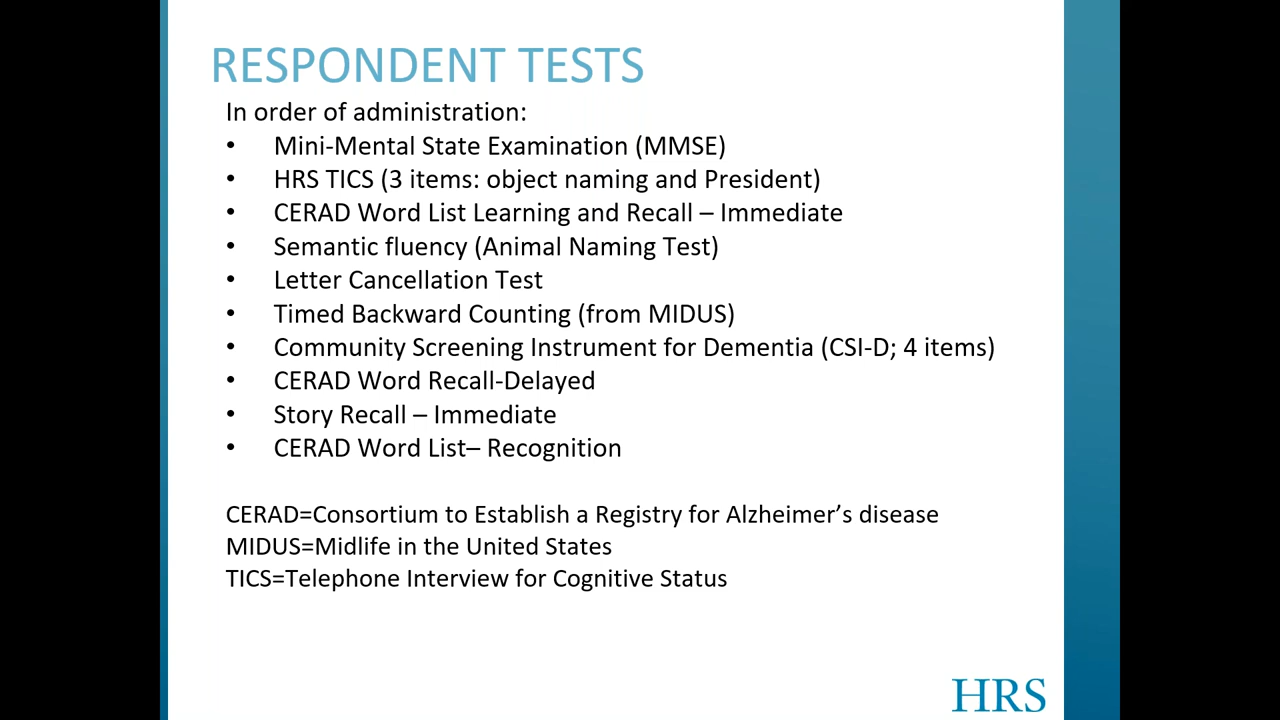 RESPONDENT TESTS
In order of administration:
• Mini-Mental State Examination (MMSE)
• HRS TICS (3 items: object naming and President)
• CERAD Word List Learning and Recall – Immediate
• Semantic fluency (Animal Naming Test)
• Letter Cancellation Test
• Timed Backward Counting (from MIDUS)
• Community Screening Instrument for Dementia (CSI-D; 4 items)
• CERAD Word Recall-Delayed
• Story Recall – Immediate
• CERAD Word List– Recognition
CERAD=Consortium to Establish a Registry for Alzheimer’s disease
MIDUS=Midlife in the United States
TICS=Telephone Interview for Cognitive Status
HRS